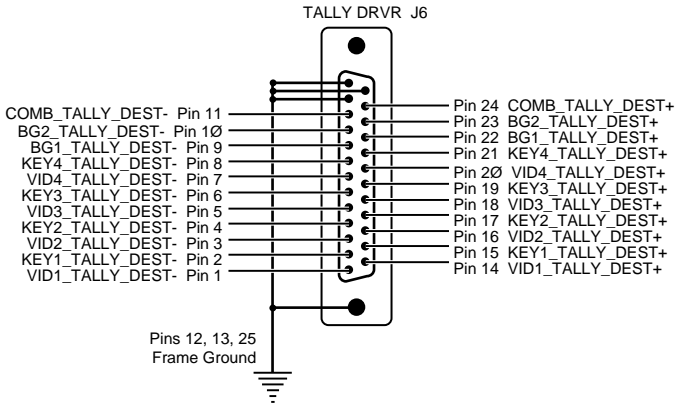 TALLY DRVR J6
COMB_TALLY_DEST- Pin 11
BG2_TALLY_DEST- Pin 1Ø
BG1_TALLY_DEST- Pin 9
KEY4_TALLY_DEST- Pin 8
VID4_TALLY_DEST- Pin 7
KEY3_TALLY_DEST- Pin 6
VID3_TALLY_DEST- Pin 5
KEY2_TALLY_DEST- Pin 4
VID2_TALLY_DEST- Pin 3
KEY1_TALLY_DEST- Pin 2
VID1_TALLY_DEST- Pin 1
Pin 24 COMB_TALLY_DEST+
Pin 23 BG2_TALLY_DEST+
Pin 22 BG1_TALLY_DEST+
Pin 21 KEY4_TALLY_DEST+
Pin 2Ø VID4_TALLY_DEST+
Pin 19 KEY3_TALLY_DEST+
Pin 18 VID3_TALLY_DEST+
Pin 17 KEY2_TALLY_DEST+
Pin 16 VID2_TALLY_DEST+
Pin 15 KEY1_TALLY_DEST+
Pin 14 VID1_TALLY_DEST+
Pins 12, 13, 25
Frame Ground